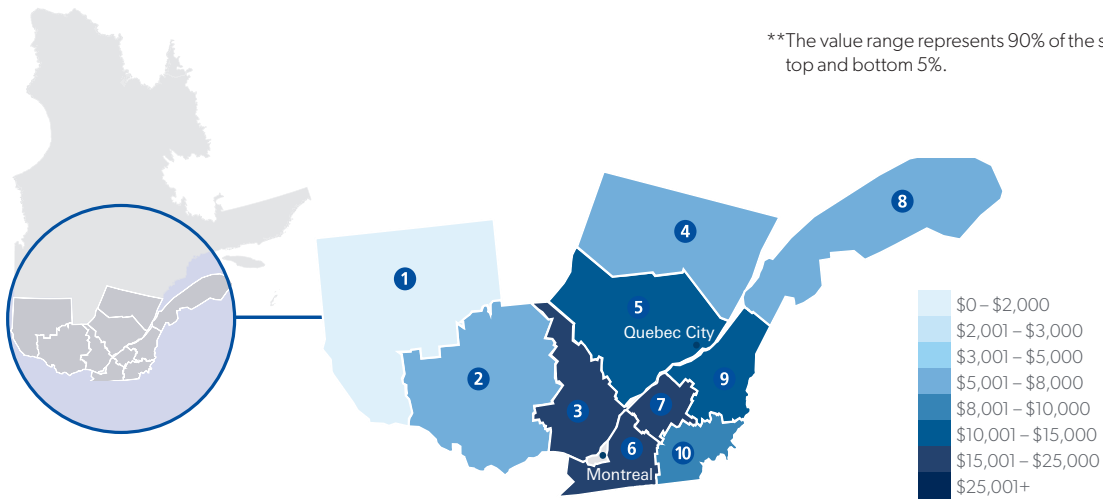 **The value range represents 90% of the
top and bottom 5%.
8
4
1
5
Quebec City
2
9
7
3
6
10
Montreal
$0 – $2,000
$2,001 – $3,000
$3,001 – $5,000
$5,001 – $8,000
$8,001 – $10,000
$10,001 – $15,000
$15,001 – $25,000
$25,001+